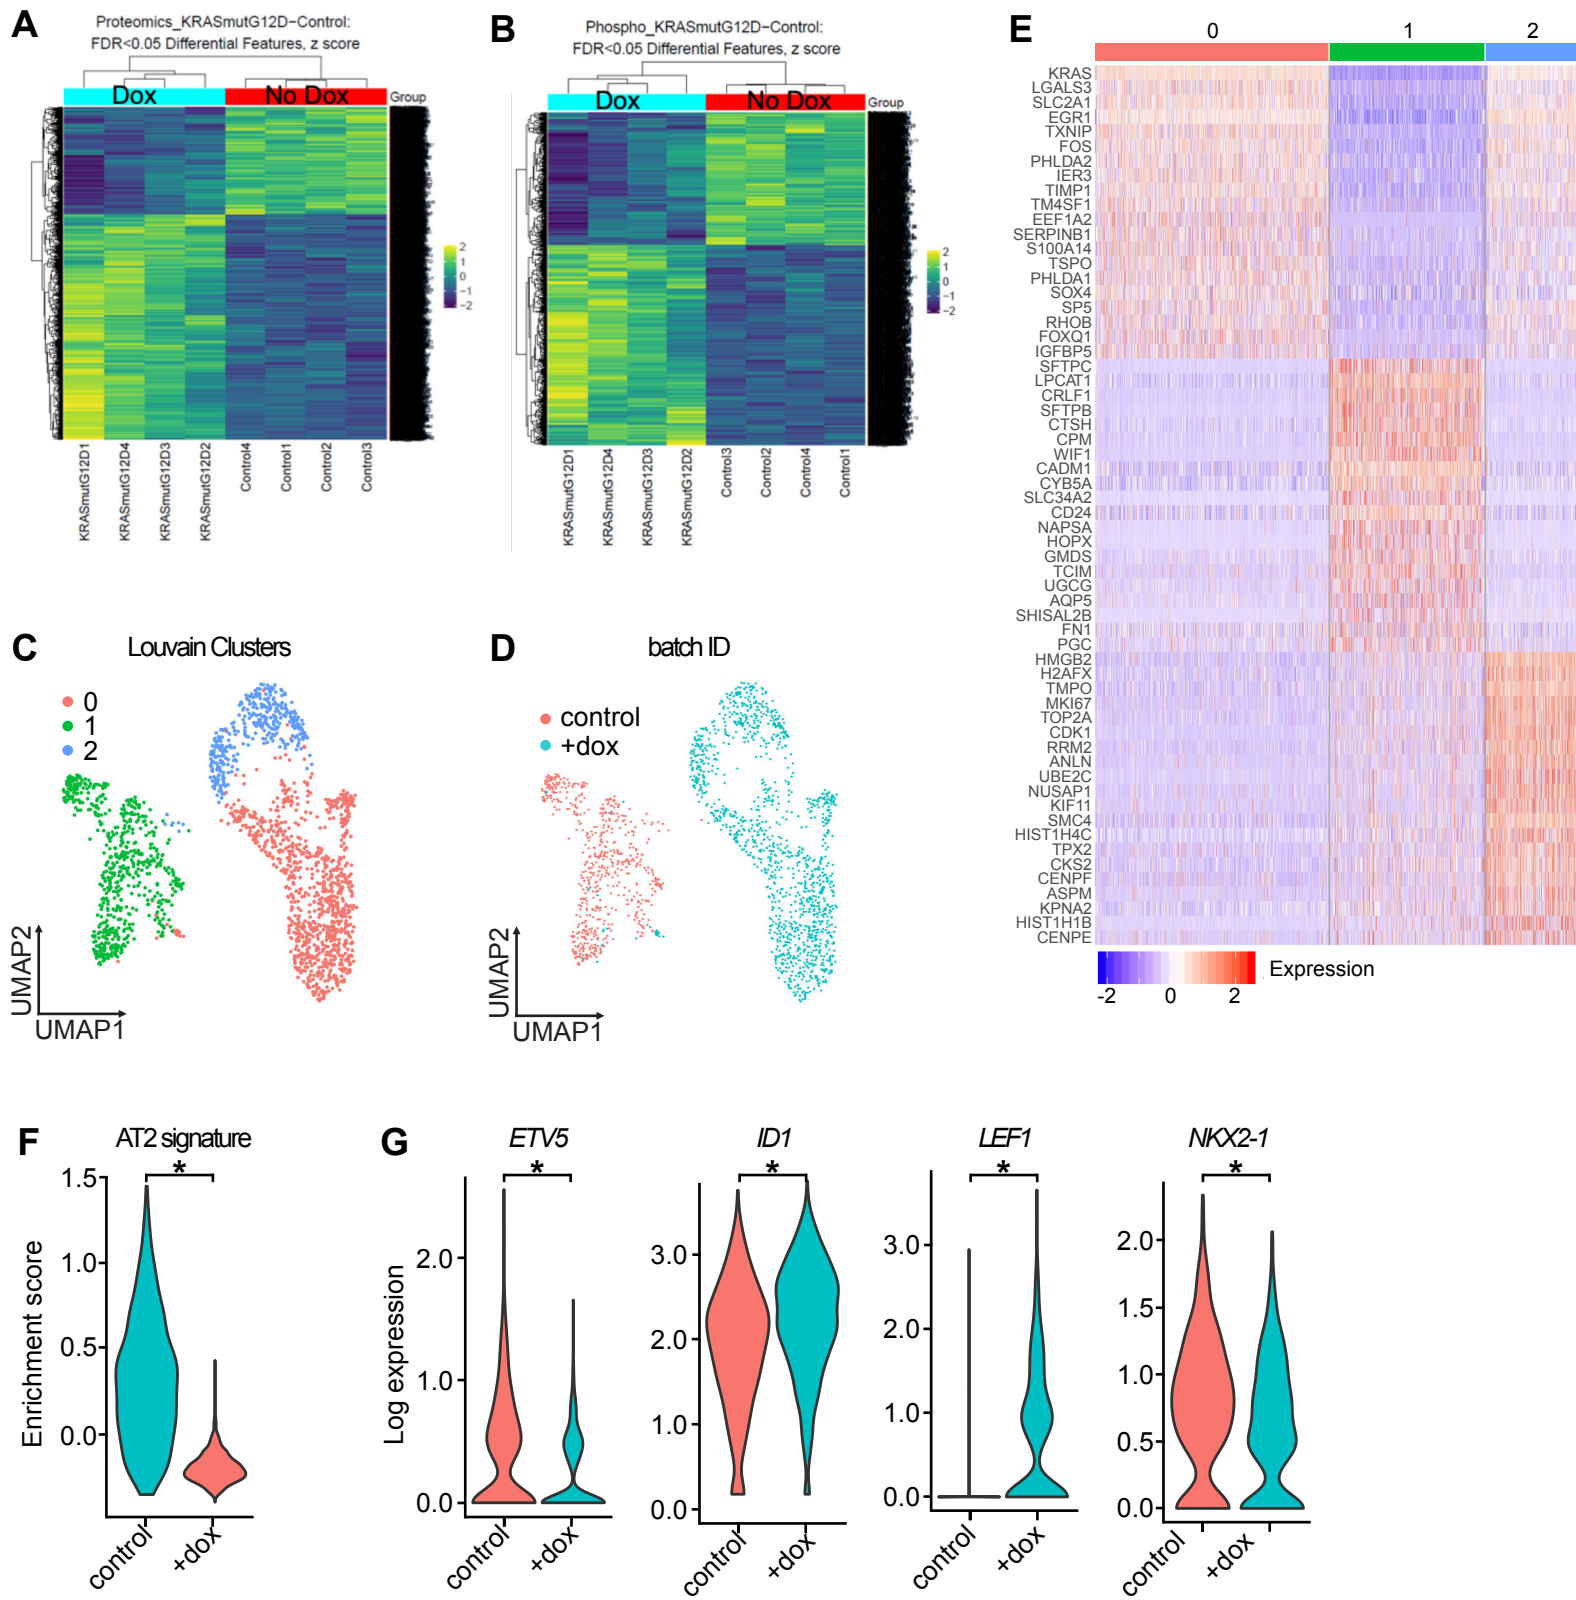 A
Proteomics_KRASmutG12D−Control:
FDR<0.05 Differential Features, z score
Dox
No Dox
Group
2
1
0
−1
−2
KRASmutG12D1
KRASmutG12D4
KRASmutG12D3
KRASmutG12D2
Control4
Control1
Control2
Control3
B
Phospho_KRASmutG12D−Control:
FDR<0.05 Differential Features, z score
Dox
No Dox
Group
2
1
0
−1
−2
KRASmutG12D1
KRASmutG12D4
KRASmutG12D3
KRASmutG12D2
Control3
Control2
Control4
Control1
E
0
1
2
KRAS
LGALS3
SLC2A1
EGR1
TXNIP
FOS
PHLDA2
IER3
TIMP1
TM4SF1
EEF1A2
SERPINB1
S100A14
TSPO
PHLDA1
SOX4
SP5
RHOB
FOXQ1
IGFBP5
SFTPC
LPCAT1
CRLF1
SFTPB
CTSH
CPM
WIF1
CADM1
CYB5A
SLC34A2
CD24
NAPSA
HOPX
GMDS
TCIM
UGCG
AQP5
SHISAL2B
FN1
PGC
HMGB2
H2AFX
TMPO
MKI67
TOP2A
CDK1
RRM2
ANLN
UBE2C
NUSAP1
KIF11
SMC4
HIST1H4C
TPX2
CKS2
CENPF
ASPM
KPNA2
HIST1H1B
CENPE
-2
0
2
Expression
C
Louvain Clusters
0
1
2
UMAP2
UMAP1
D
batch ID
control
+dox
UMAP2
UMAP1
F
AT2 signature
*
Enrichment score
1.5
1.0
0.5
0.0
control
+dox
G
Log expression
ETV5
*
2.0
1.0
0.0
control
+dox
ID1
*
3.0
2.0
1.0
0.0
control
+dox
LEF1
*
3.0
2.0
1.0
0.0
control
+dox
NKX2-1
*
2.0
1.5
1.0
0.5
0.0
control
+dox